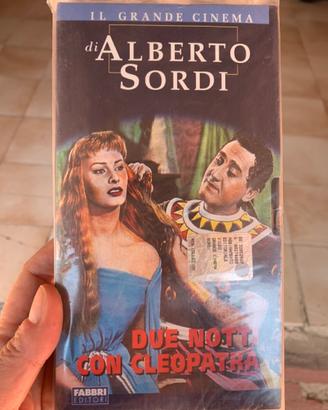 IL GRANDE CINEMA
di ALBERTO
SORDI
DUE NOTTI
CON CLEOPATRA
FABBRI
EDITORI